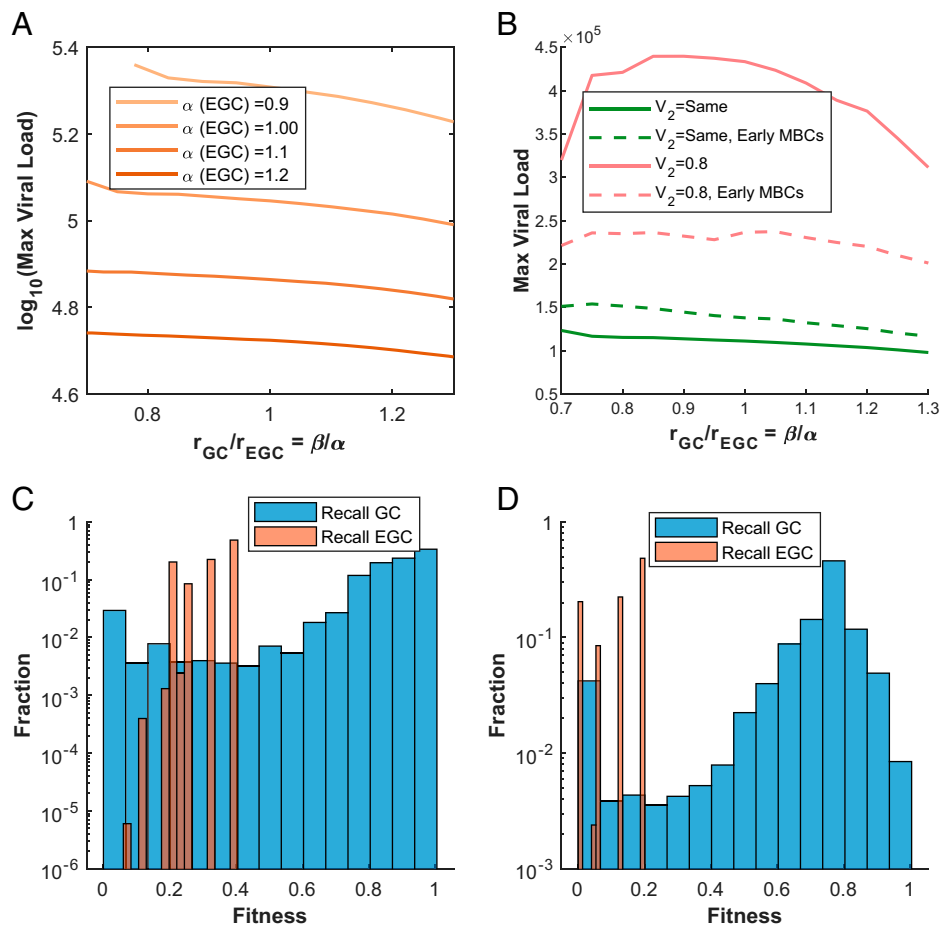 A
5.4
5.2
5
4.8
4.6
log10(Max Viral Load)
α (EGC) =0.9
α (EGC) =1.00
α (EGC) =1.1
α (EGC) =1.2
0.8
1
1.2
rGC/rEGC = β/α
B
×10^5
4.5
4
3.5
3
2.5
2
1.5
1
0.5
Max Viral Load
V2=Same
V2=Same, Early MBCs
V2=0.8
V2=0.8, Early MBCs
0.7
0.8
0.9
1
1.1
1.2
1.3
rGC/rEGC = β/α
C
1
10^-1
10^-2
10^-3
10^-4
10^-5
10^-6
Fraction
Recall GC
Recall EGC
0
0.2
0.4
0.6
0.8
1
Fitness
D
1
10^-1
10^-2
10^-3
Fraction
Recall GC
Recall EGC
0
0.2
0.4
0.6
0.8
1
Fitness